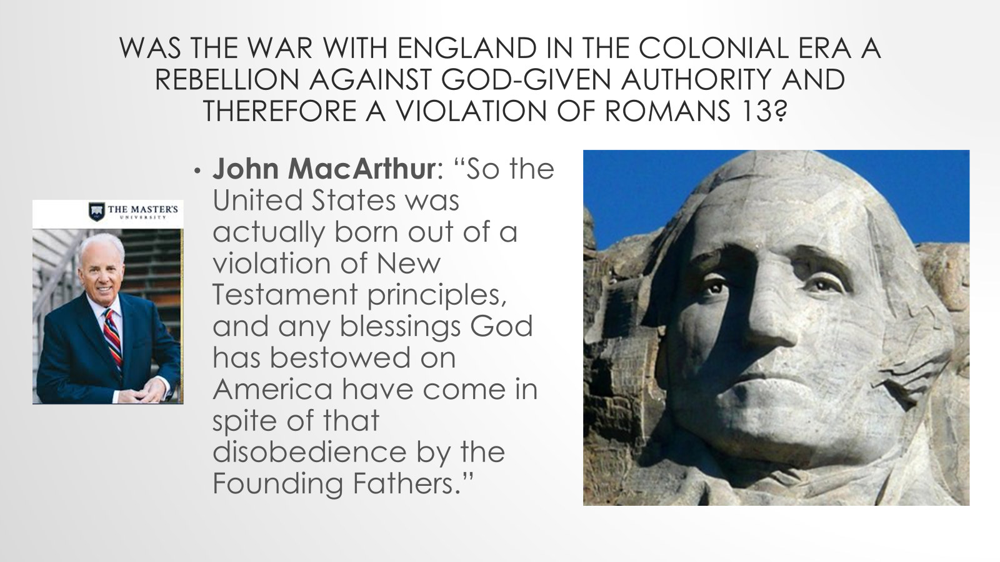 WAS THE WAR WITH ENGLAND IN THE COLONIAL ERA A
REBELLION AGAINST GOD-GIVEN AUTHORITY AND
THEREFORE A VIOLATION OF ROMANS 13?
THE MASTER'S
UNIVERSITY
• John MacArthur: “So the
United States was
actually born out of a
violation of New
Testament principles,
and any blessings God
has bestowed on
America have come in
spite of that
disobedience by the
Founding Fathers.”